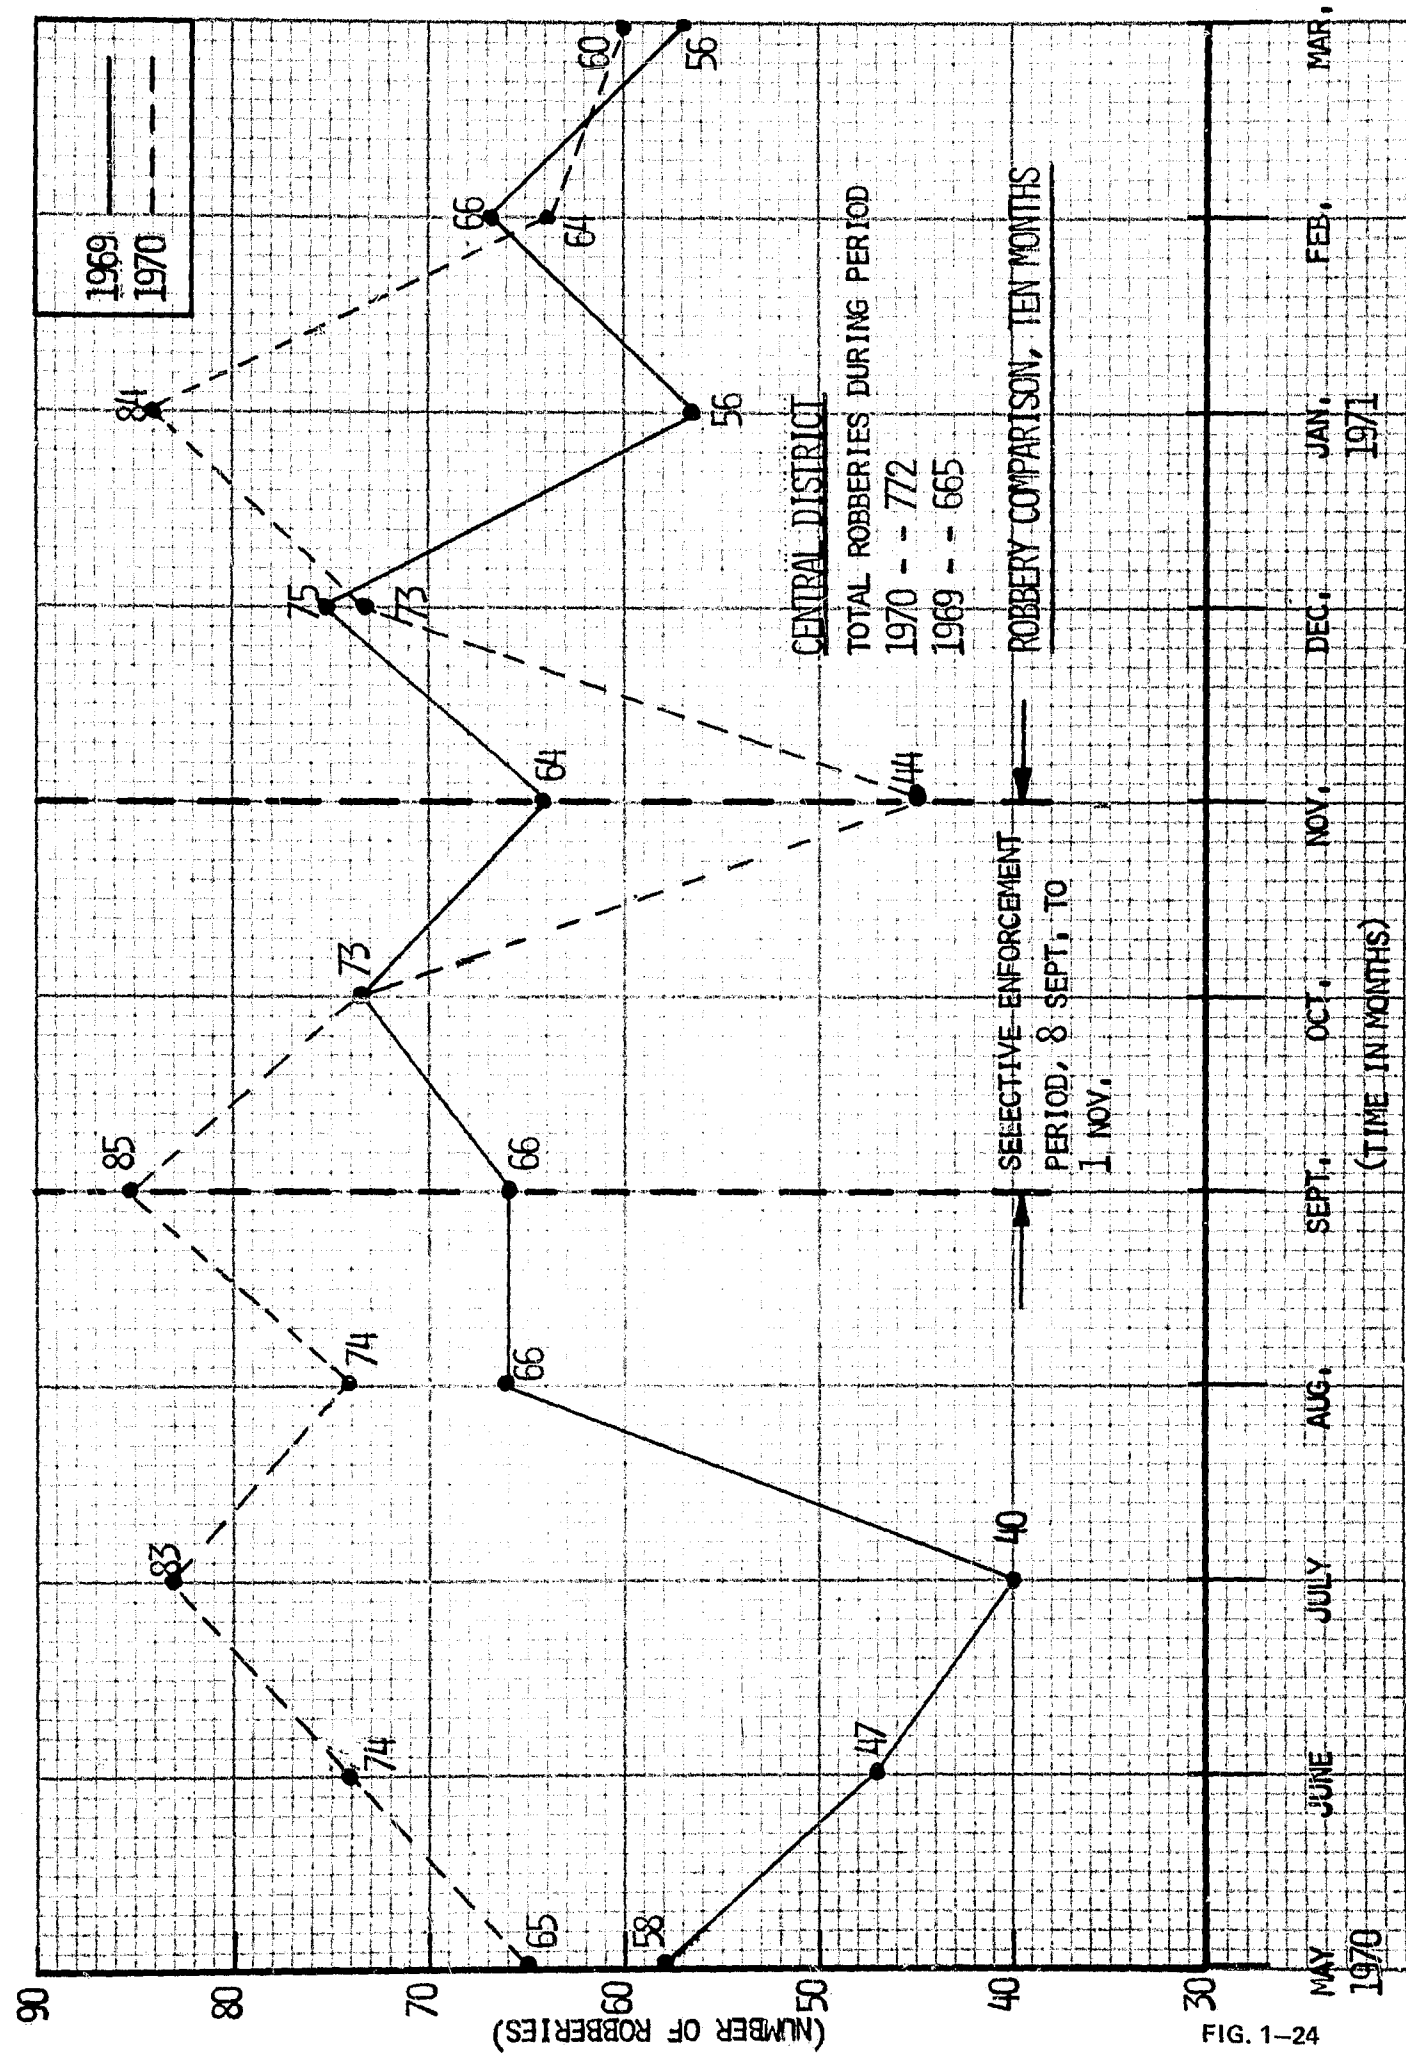 1969
1970
90
80
70
60
50
40
30
(NUMBER OF ROBBERIES)
65
74
83
74
85
73
44
73
84
64
60
58
47
40
66
66
64
75
56
66
56
CENTRAL DISTRICT
TOTAL ROBBERIES DURING PERIOD
1970 - - 772
1969 - - 665
ROBBERY COMPARISON, TEN MONTHS
SELECTIVE ENFORCEMENT
PERIOD, 8 SEPT. TO
1 NOV.
MAY JUNE JULY AUG. SEPT. OCT. NOV. DEC. JAN. FEB. MAR.
1970 1971
(TIME IN MONTHS)
FIG. 1–24